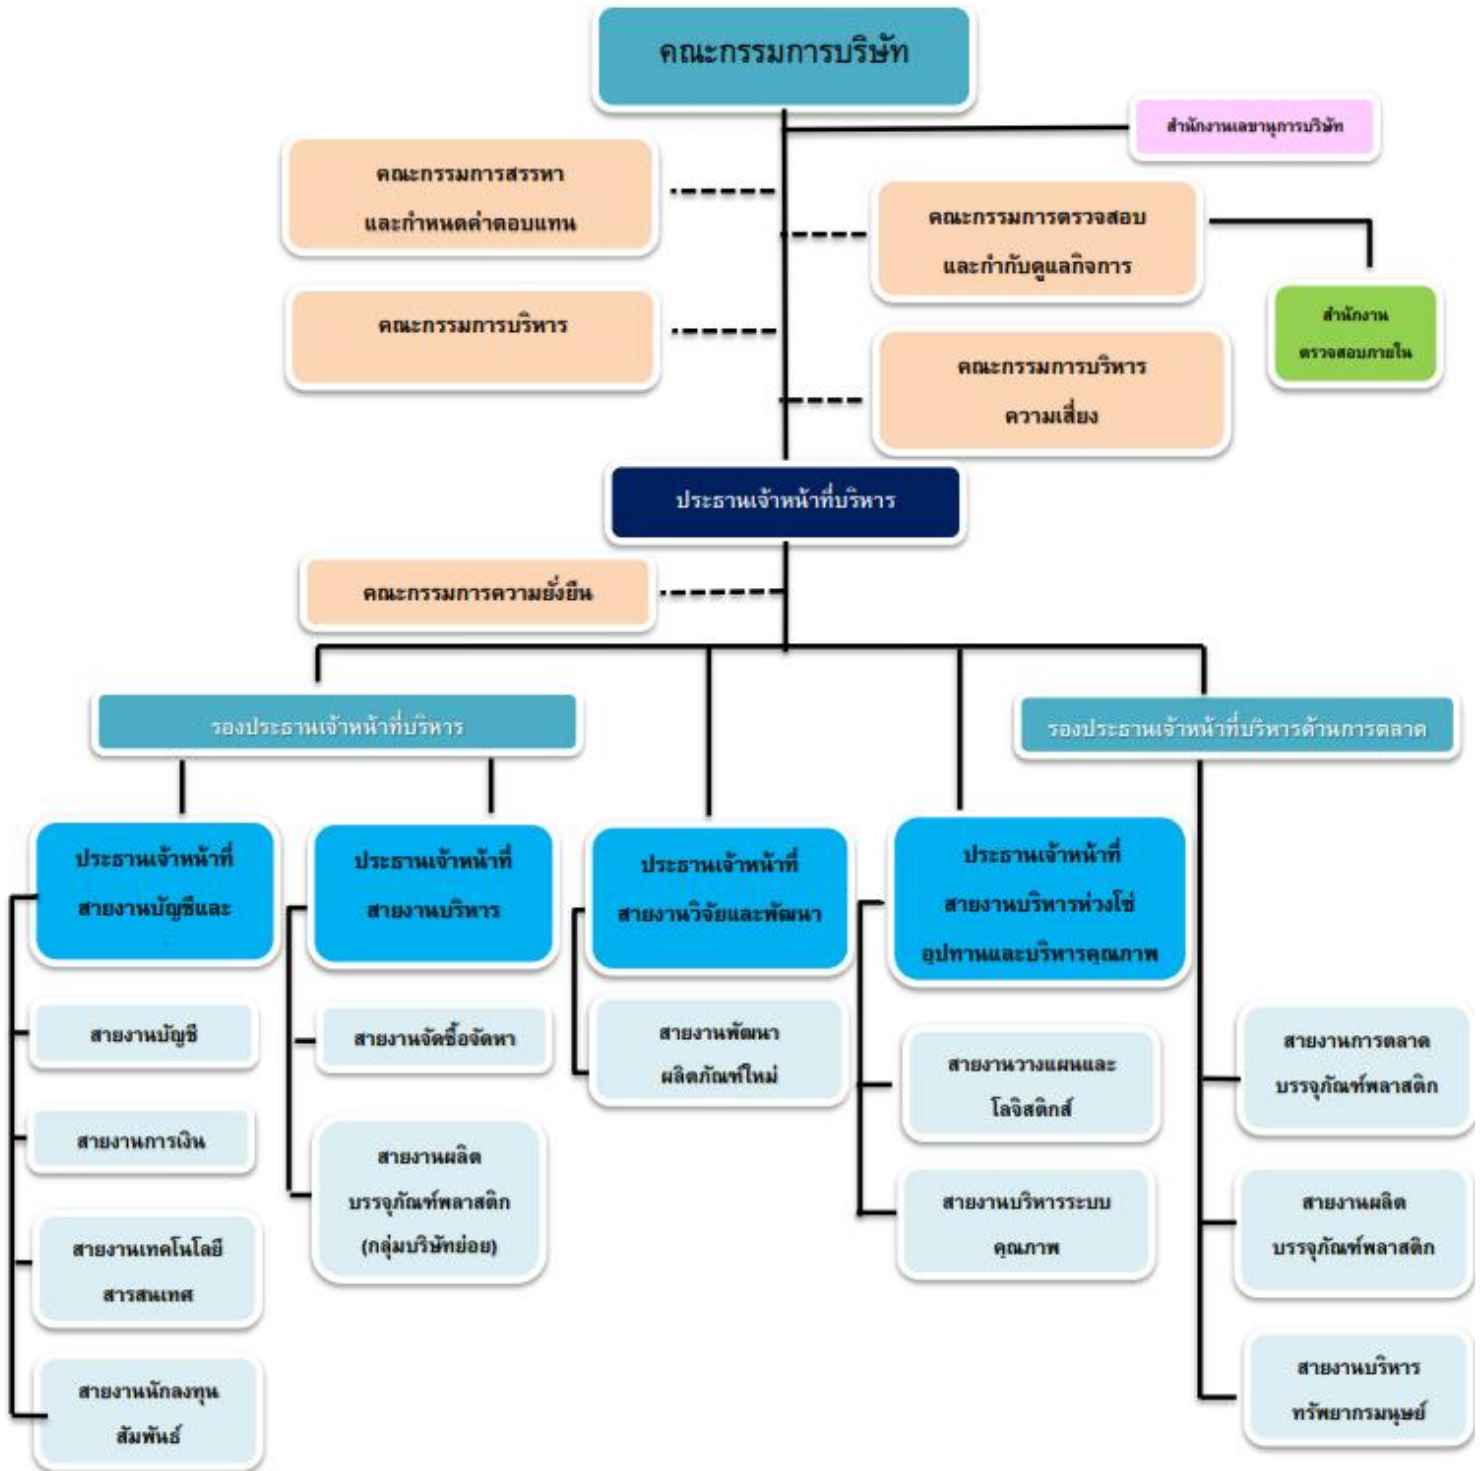 คณะกรรมการบริษัท
สำนักงานเลขานุการบริษัท
คณะกรรมการสรรหา
และกำหนดค่าตอบแทน
คณะกรรมการตรวจสอบ
และกำกับดูแลกิจการ
คณะกรรมการบริหาร
สำนักงาน
ตรวจสอบภายใน
คณะกรรมการบริหาร
ความเสี่ยง
ประธานเจ้าหน้าที่บริหาร
คณะกรรมการความยั่งยืน
รองประธานเจ้าหน้าที่บริหาร
รองประธานเจ้าหน้าที่บริหารด้านการตลาด
ประธานเจ้าหน้าที่
สายงานบัญชีและ
ประธานเจ้าหน้าที่
สายงานบริหาร
ประธานเจ้าหน้าที่
สายงานวิจัยและพัฒนา
ประธานเจ้าหน้าที่
สายงานบริหารห่วงโซ่
อุปทานและบริหารคุณภาพ
สายงานบัญชี
สายงานการเงิน
สายงานเทคโนโลยี
สารสนเทศ
สายงานนักลงทุน
สัมพันธ์
สายงานจัดซื้อจัดหา
สายงานผลิต
บรรจุภัณฑ์พลาสติก
(กลุ่มบริษัทย่อย)
สายงานพัฒนา
ผลิตภัณฑ์ใหม่
สายงานวางแผนและ
โลจิสติกส์
สายงานบริหารระบบ
คุณภาพ
สายงานการตลาด
บรรจุภัณฑ์พลาสติก
สายงานผลิต
บรรจุภัณฑ์พลาสติก
สายงานบริหาร
ทรัพยากรมนุษย์